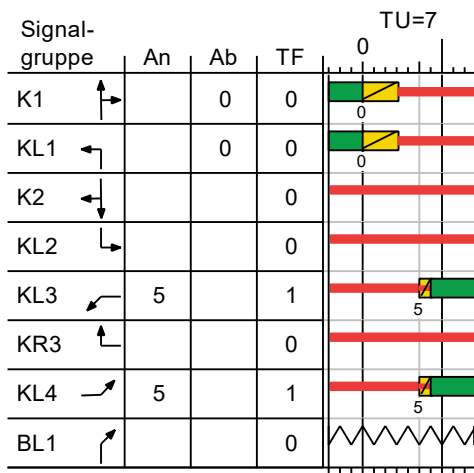 TU=7
Signal-
gruppe An Ab TF 0
K1 0 0
0
KL1 0 0
0
K2 0
KL2 0
KL3 5 1
5
KR3 0
KL4 5 1
5
BL1 0